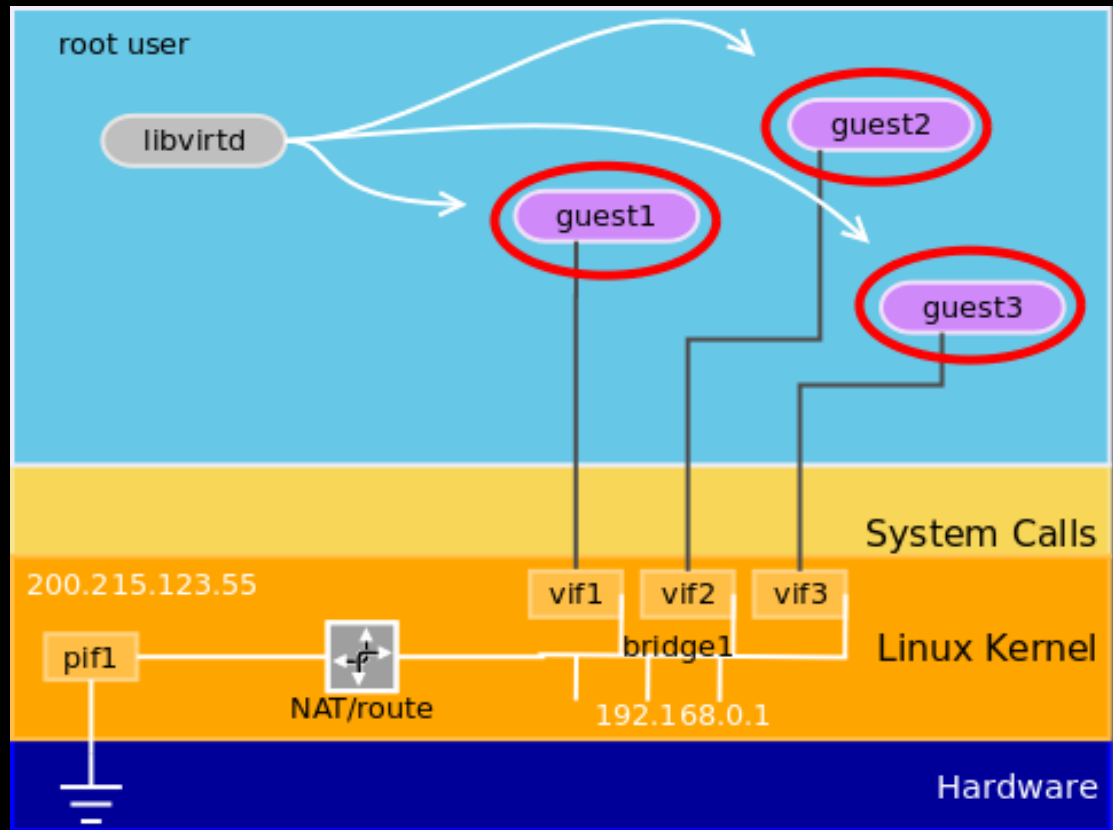 root user
libvirtd
guest2
guest1
guest3
System Calls
200.215.123.55
vif1
vif2
vif3
bridge1
Linux Kernel
pif1
NAT/route
192.168.0.1
Hardware